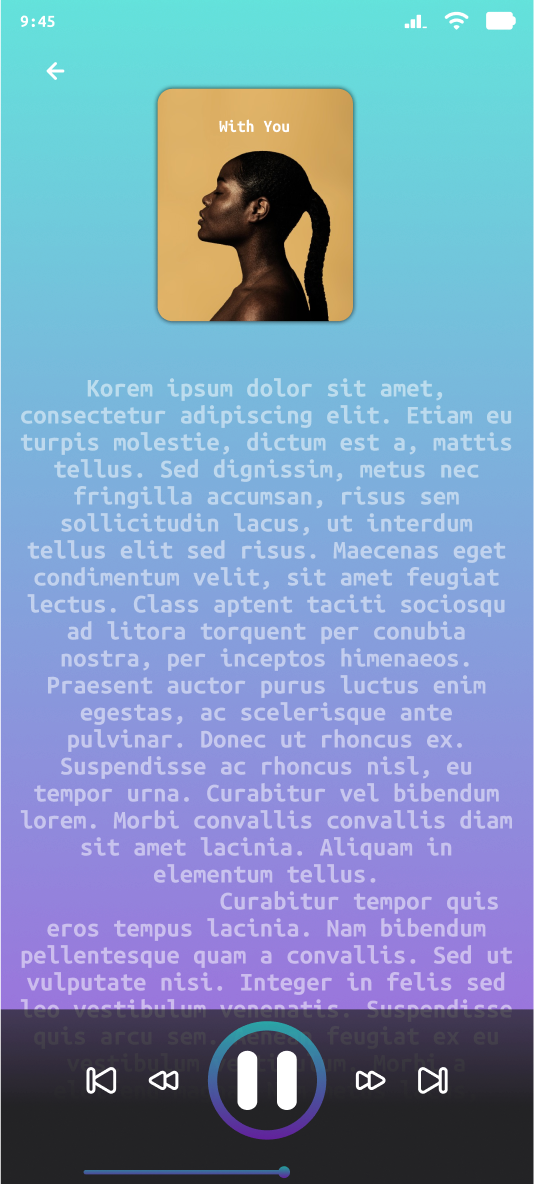 9:45
With You
Korem ipsum dolor sit amet,
consectetur adipiscing elit. Etiam eu
turpis molestie, dictum est a, mattis
tellus. Sed dignissim, metus nec
fringilla accumsan, risus sem
sollicitudin lacus, ut interdum
tellus elit sed risus. Maecenas eget
condimentum velit, sit amet feugiat
lectus. Class aptent taciti sociosqu
ad litora torquent per conubia
nostra, per inceptos himenaeos.
Praesent auctor purus luctus enim
egestas, ac scelerisque ante
pulvinar. Donec ut rhoncus ex.
Suspendisse ac rhoncus nisl, eu
tempor urna. Curabitur vel bibendum
lorem. Morbi convallis convallis diam
sit amet lacinia. Aliquam in
elementum tellus.
Curabitur tempor quis
eros tempus lacinia. Nam bibendum
pellentesque quam a convallis. Sed ut
vulputate nisi. Integer in felis sed
leo vestibulum venenatis. Suspendisse
quis arcu sem. Aenean feugiat ex eu
vestibulum Morbi a